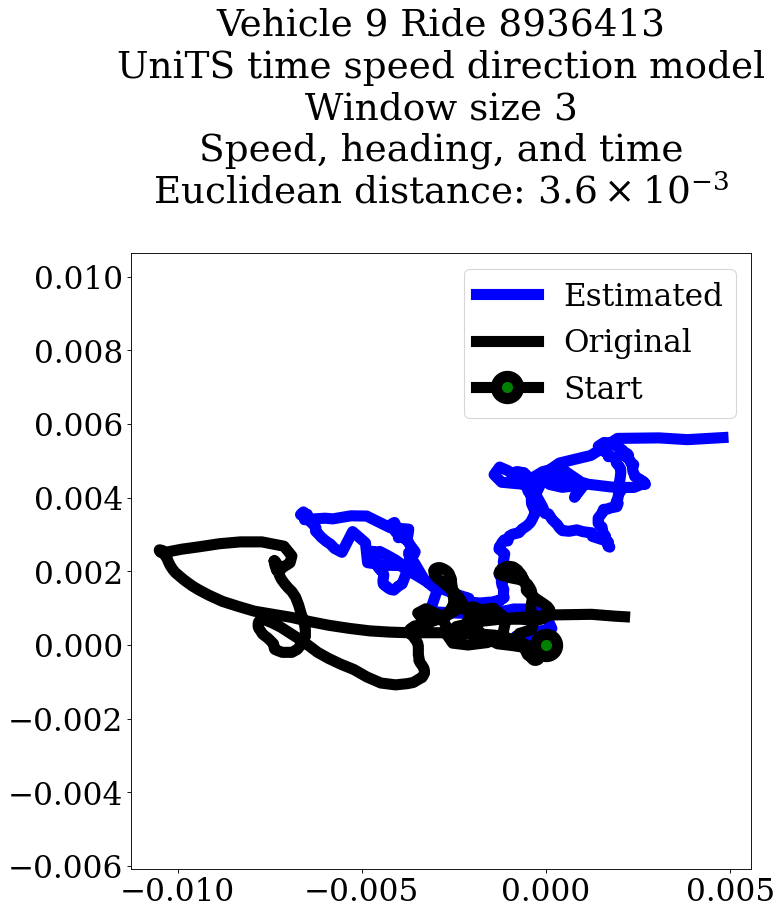 Vehicle 9 Ride 8936413
UniTS time speed direction model
Window size 3
Speed, heading, and time
Euclidean distance: 3.6 × 10⁻³
Estimated
Original
Start
0.010
0.008
0.006
0.004
0.002
0.000
−0.002
−0.004
−0.006
−0.010 −0.005 0.000 0.005